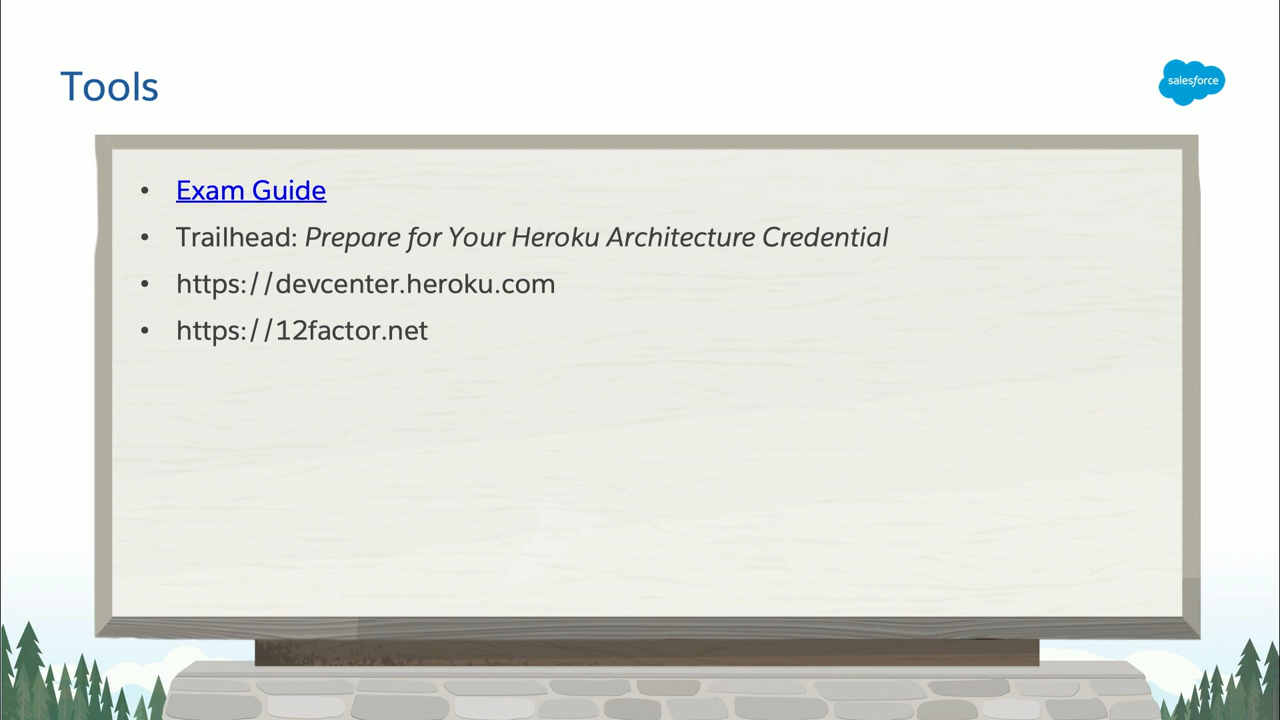 Tools
salesforce
• Exam Guide
• Trailhead: Prepare for Your Heroku Architecture Credential
• https://devcenter.heroku.com
• https://12factor.net